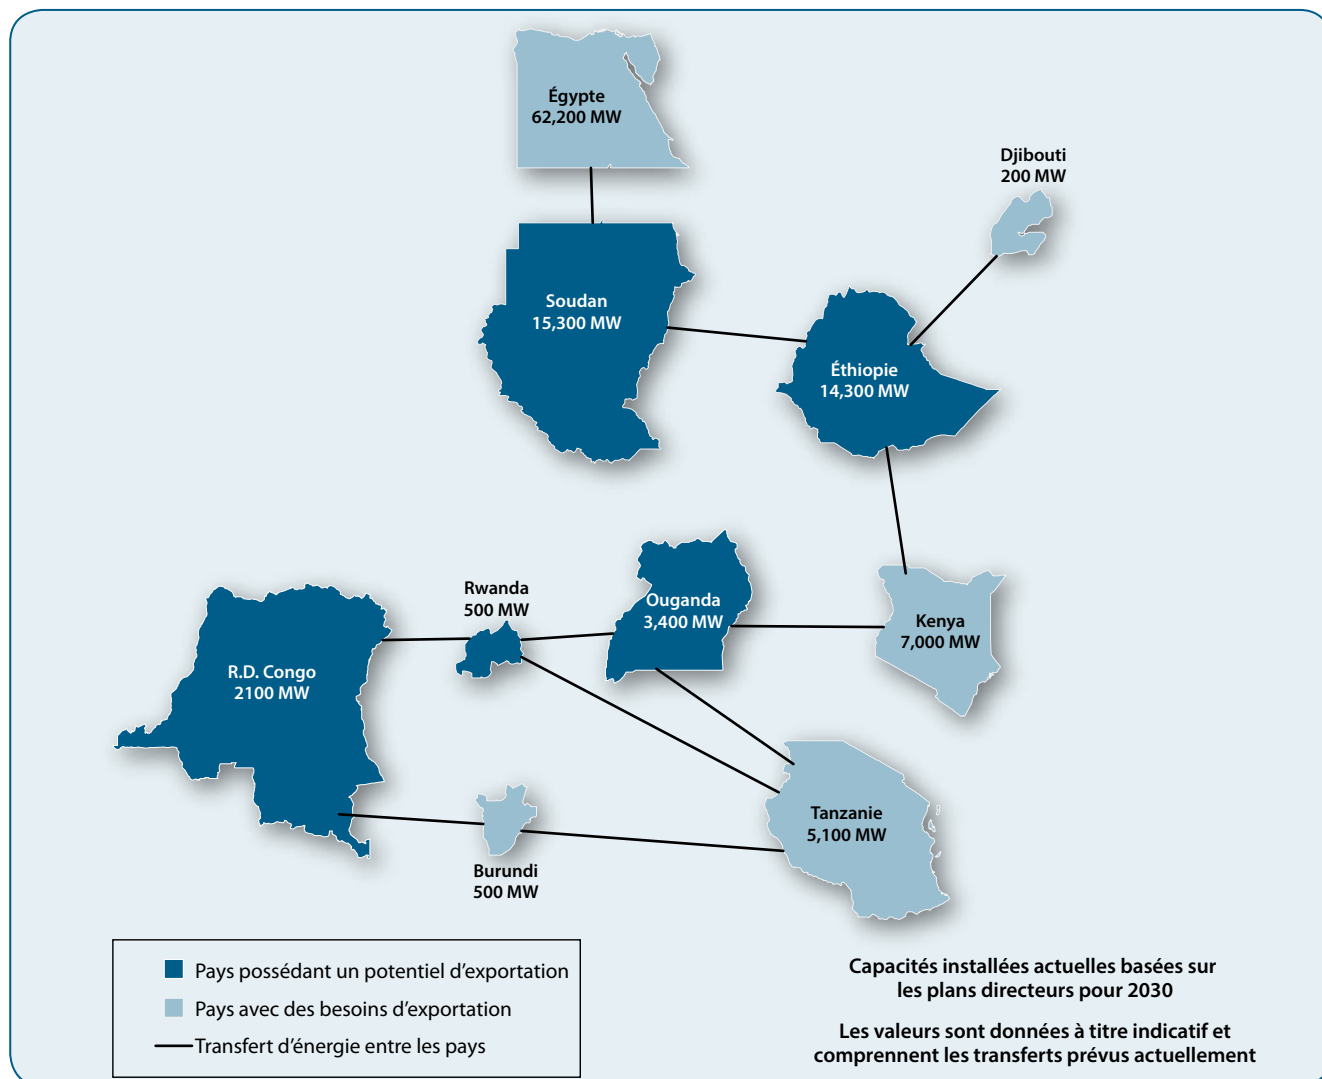 Égypte
62,200 MW
Djibouti
200 MW
Soudan
15,300 MW
Éthiopie
14,300 MW
Rwanda
500 MW
Ouganda
3,400 MW
Kenya
7,000 MW
R.D. Congo
2100 MW
Tanzanie
5,100 MW
Burundi
500 MW
Pays possédant un potentiel d’exportation
Pays avec des besoins d’exportation
Transfert d’énergie entre les pays
Capacités installées actuelles basées sur
les plans directeurs pour 2030
Les valeurs sont données à titre indicatif et
comprennent les transferts prévus actuellement